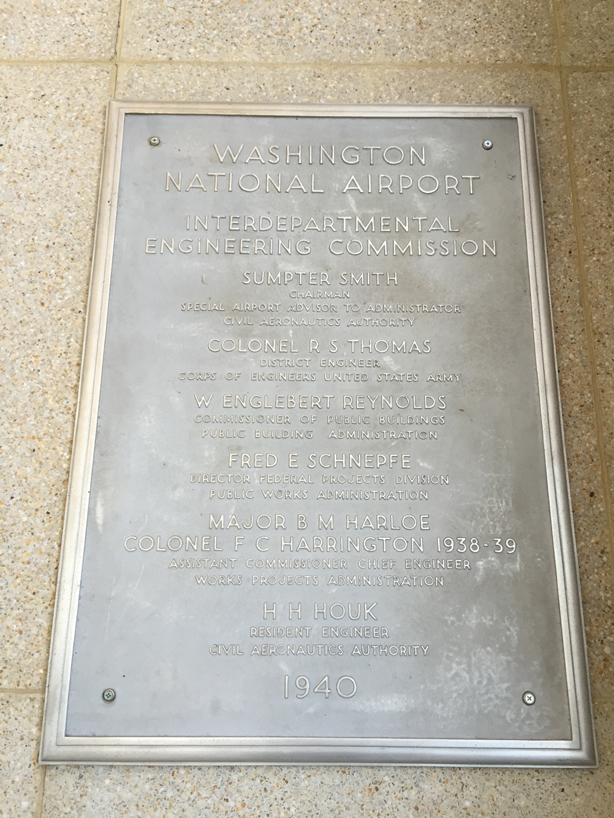 WASHINGTON
NATIONAL AIRPORT
INTERDEPARTMENTAL
ENGINEERING COMMISSION
SUMPTER SMITH
CHAIRMAN
SPECIAL AIRPORT ADVISOR TO ADMINISTRATOR
CIVIL AERONAUTICS AUTHORITY
COLONEL R S THOMAS
DISTRICT ENGINEER
CORPS OF ENGINEERS UNITED STATES ARMY
W ENGLEBERT REYNOLDS
COMMISSIONER OF PUBLIC BUILDINGS
PUBLIC BUILDING ADMINISTRATION
FRED E SCHNEPFE
DIRECTOR FEDERAL PROJECTS DIVISION
PUBLIC WORKS ADMINISTRATION
MAJOR B M HARLOE
COLONEL F C HARRINGTON 1938-39
ASSISTANT COMMISSIONER CHIEF ENGINEER
WORKS PROJECTS ADMINISTRATION
H H HOUK
RESIDENT ENGINEER
CIVIL AERONAUTICS AUTHORITY
1940